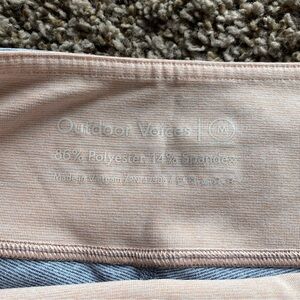 Outdoor Voices | M
86% Polyester, 14% Spandex
Made in Vietnam /